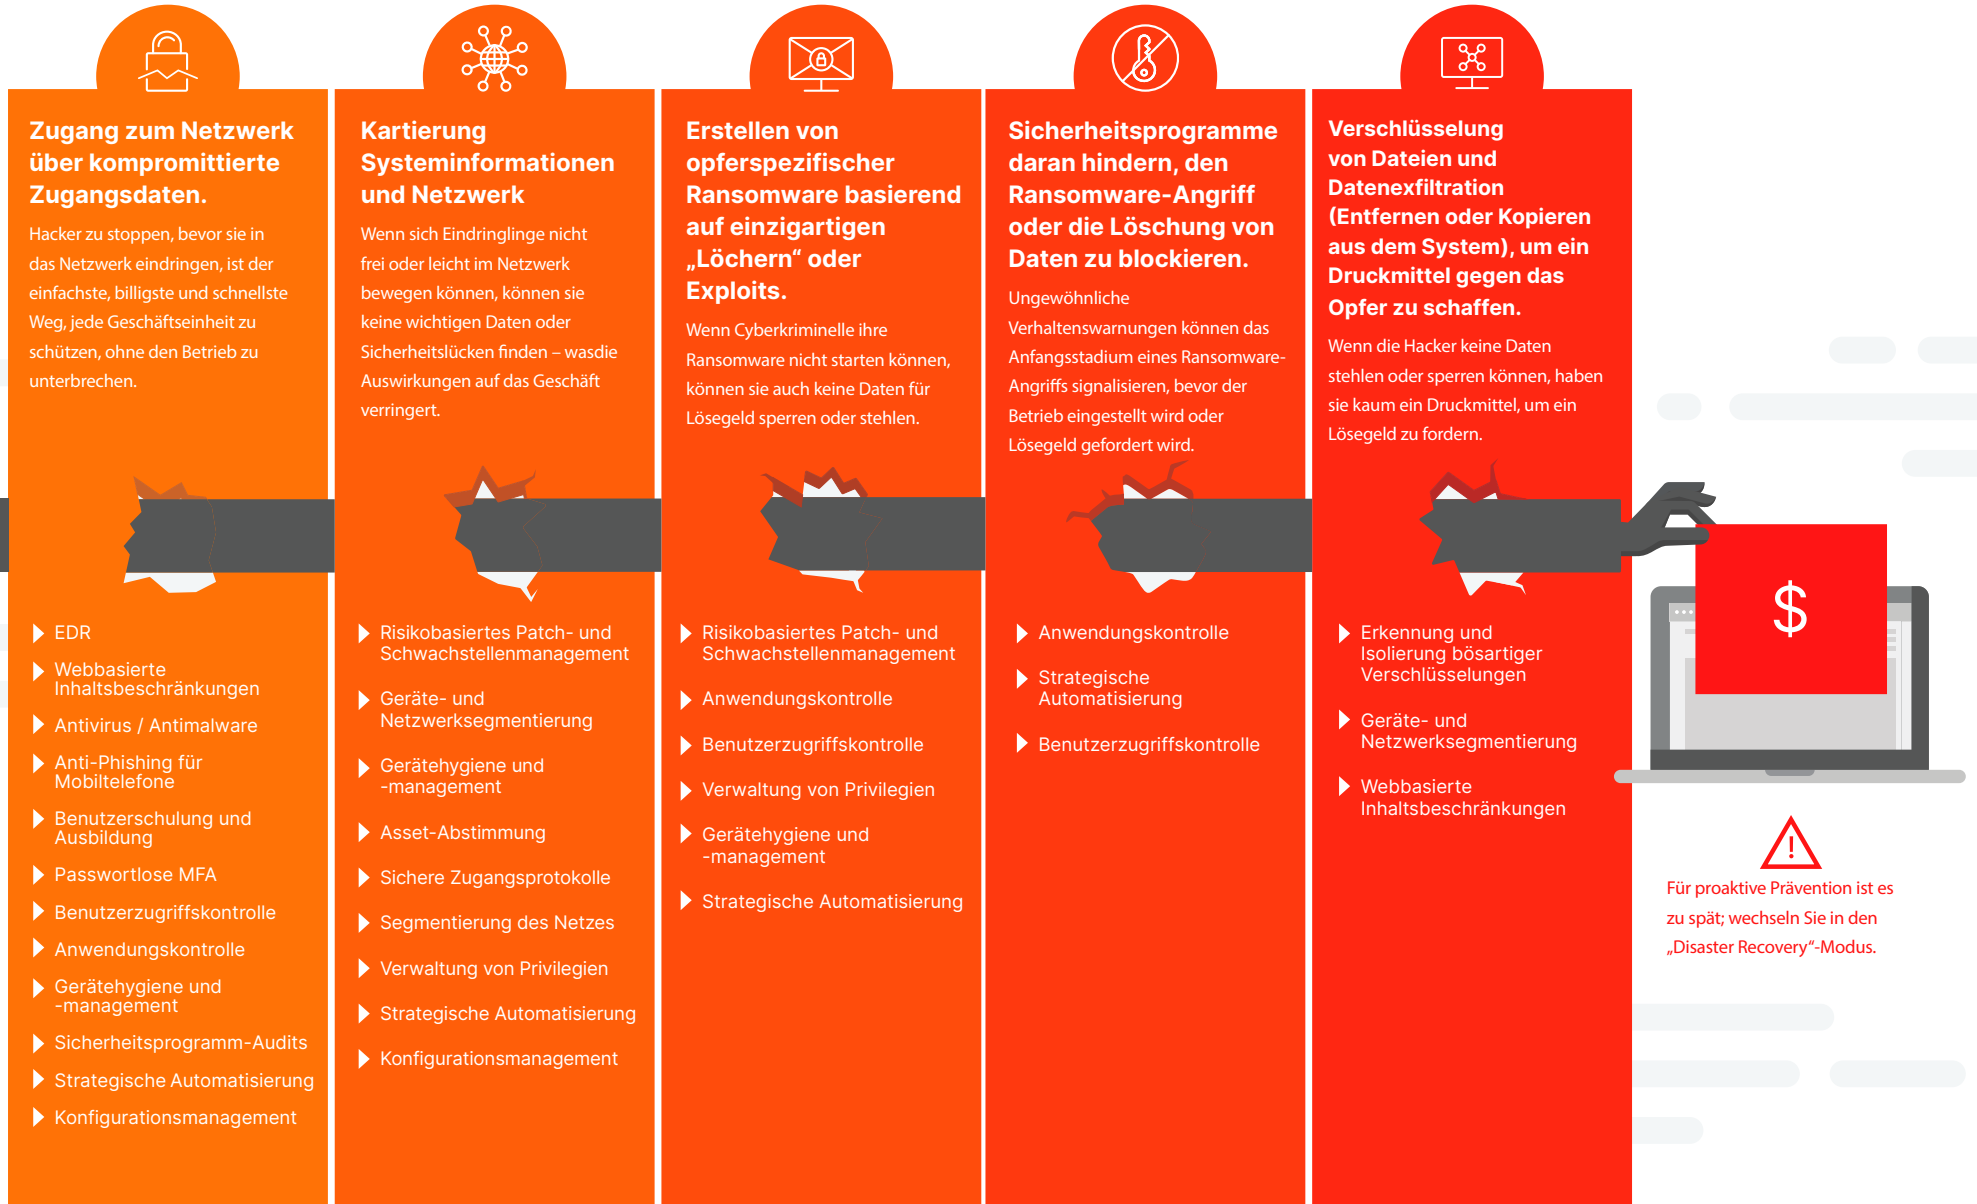 Zugang zum Netzwerk
über kompromittierte
Zugangsdaten.
Hacker zu stoppen, bevor sie in
das Netzwerk eindringen, ist der
einfachste, billigste und schnellste
Weg, jede Geschäftseinheit zu
schützen, ohne den Betrieb zu
unterbrechen.
EDR
Webbasierte
Inhaltsbeschränkungen
Antivirus / Antimalware
Anti-Phishing für
Mobiltelefone
Benutzerschulung und
Ausbildung
Passwortlose MFA
Benutzerzugriffskontrolle
Anwendungskontrolle
Gerätehygiene und
-management
Sicherheitsprogramm-Audits
Strategische Automatisierung
Konfigurationsmanagement
Kartierung
Systeminformationen
und Netzwerk
Wenn sich Eindringlinge nicht
frei oder leicht im Netzwerk
bewegen können, können sie
keine wichtigen Daten oder
Sicherheitslücken finden – wasdie
Auswirkungen auf das Geschäft
verringert.
Risikobasiertes Patch- und
Schwachstellenmanagement
Geräte- und
Netzwerksegmentierung
Gerätehygiene und
-management
Asset-Abstimmung
Sichere Zugangsprotokolle
Segmentierung des Netzes
Verwaltung von Privilegien
Strategische Automatisierung
Konfigurationsmanagement
Erstellen von
opferspezifischer
Ransomware basierend
auf einzigartigen
„Löchern“ oder
Exploits.
Wenn Cyberkriminelle ihre
Ransomware nicht starten können,
können sie auch keine Daten für
Lösegeld sperren oder stehlen.
Risikobasiertes Patch- und
Schwachstellenmanagement
Anwendungskontrolle
Benutzerzugriffskontrolle
Verwaltung von Privilegien
Gerätehygiene und
-management
Strategische Automatisierung
Sicherheitsprogramme
daran hindern, den
Ransomware-Angriff
oder die Löschung von
Daten zu blockieren.
Ungewöhnliche
Verhaltenswarnungen können das
Anfangsstadium eines Ransomware-
Angriffs signalisieren, bevor der
Betrieb eingestellt wird oder
Lösegeld gefordert wird.
Anwendungskontrolle
Strategische
Automatisierung
Benutzerzugriffskontrolle
Verschlüsselung
von Dateien und
Datenexfiltration
(Entfernen oder Kopieren
aus dem System), um ein
Druckmittel gegen das
Opfer zu schaffen.
Wenn die Hacker keine Daten
stehlen oder sperren können, haben
sie kaum ein Druckmittel, um ein
Lösegeld zu fordern.
Erkennung und
Isolierung bösartiger
Verschlüsselungen
Geräte- und
Netzwerksegmentierung
Webbasierte
Inhaltsbeschränkungen
$
!
Für proaktive Prävention ist es
zu spät; wechseln Sie in den
„Disaster Recovery“-Modus.